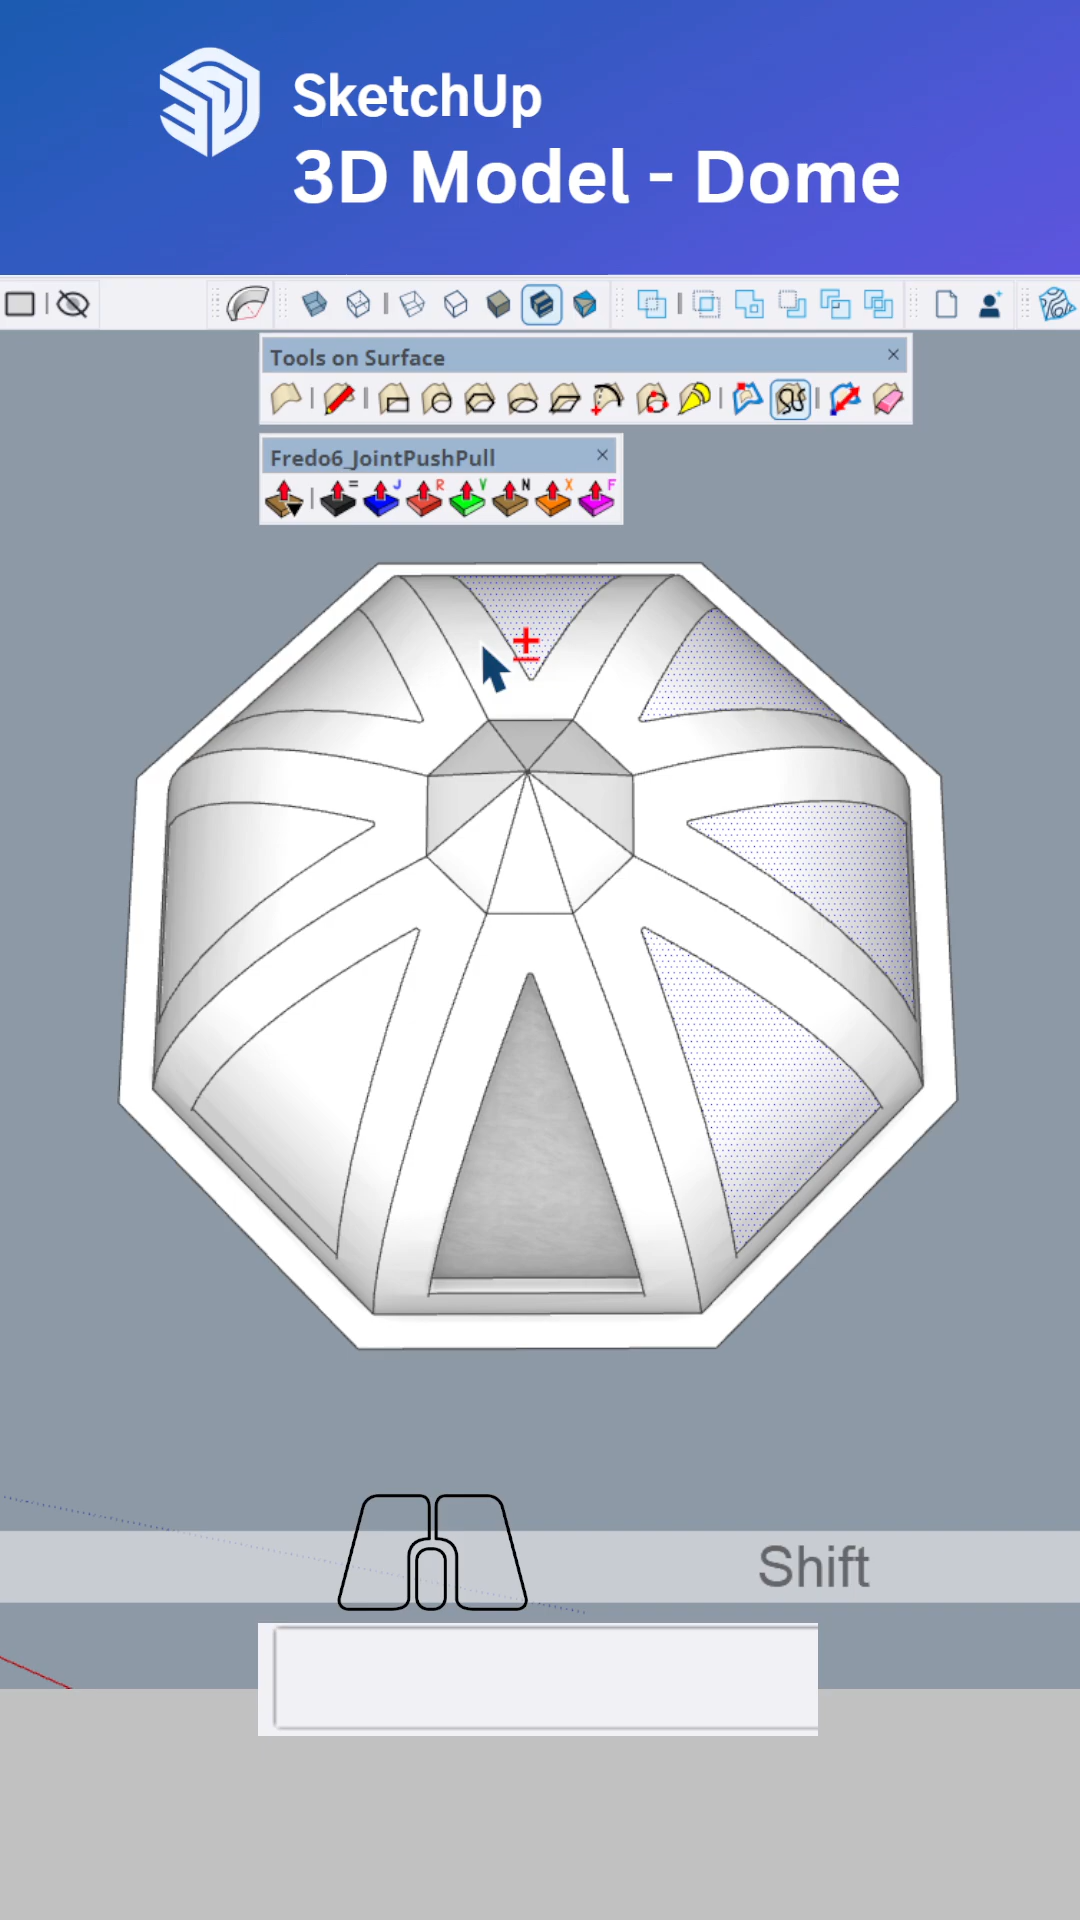 SketchUp
3D Model - Dome
Tools on Surface
Fredo6_JointPushPull
= J R V N X F
Shift